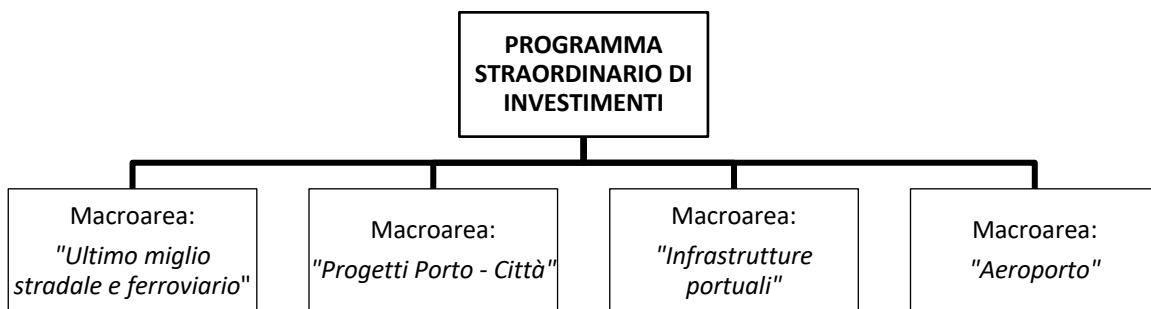 PROGRAMMA
STRAORDINARIO DI
INVESTIMENTI
Macroarea:
"Ultimo miglio
stradale e ferroviario"
Macroarea:
"Progetti Porto - Città"
Macroarea:
"Infrastrutture
portuali"
Macroarea:
"Aeroporto"